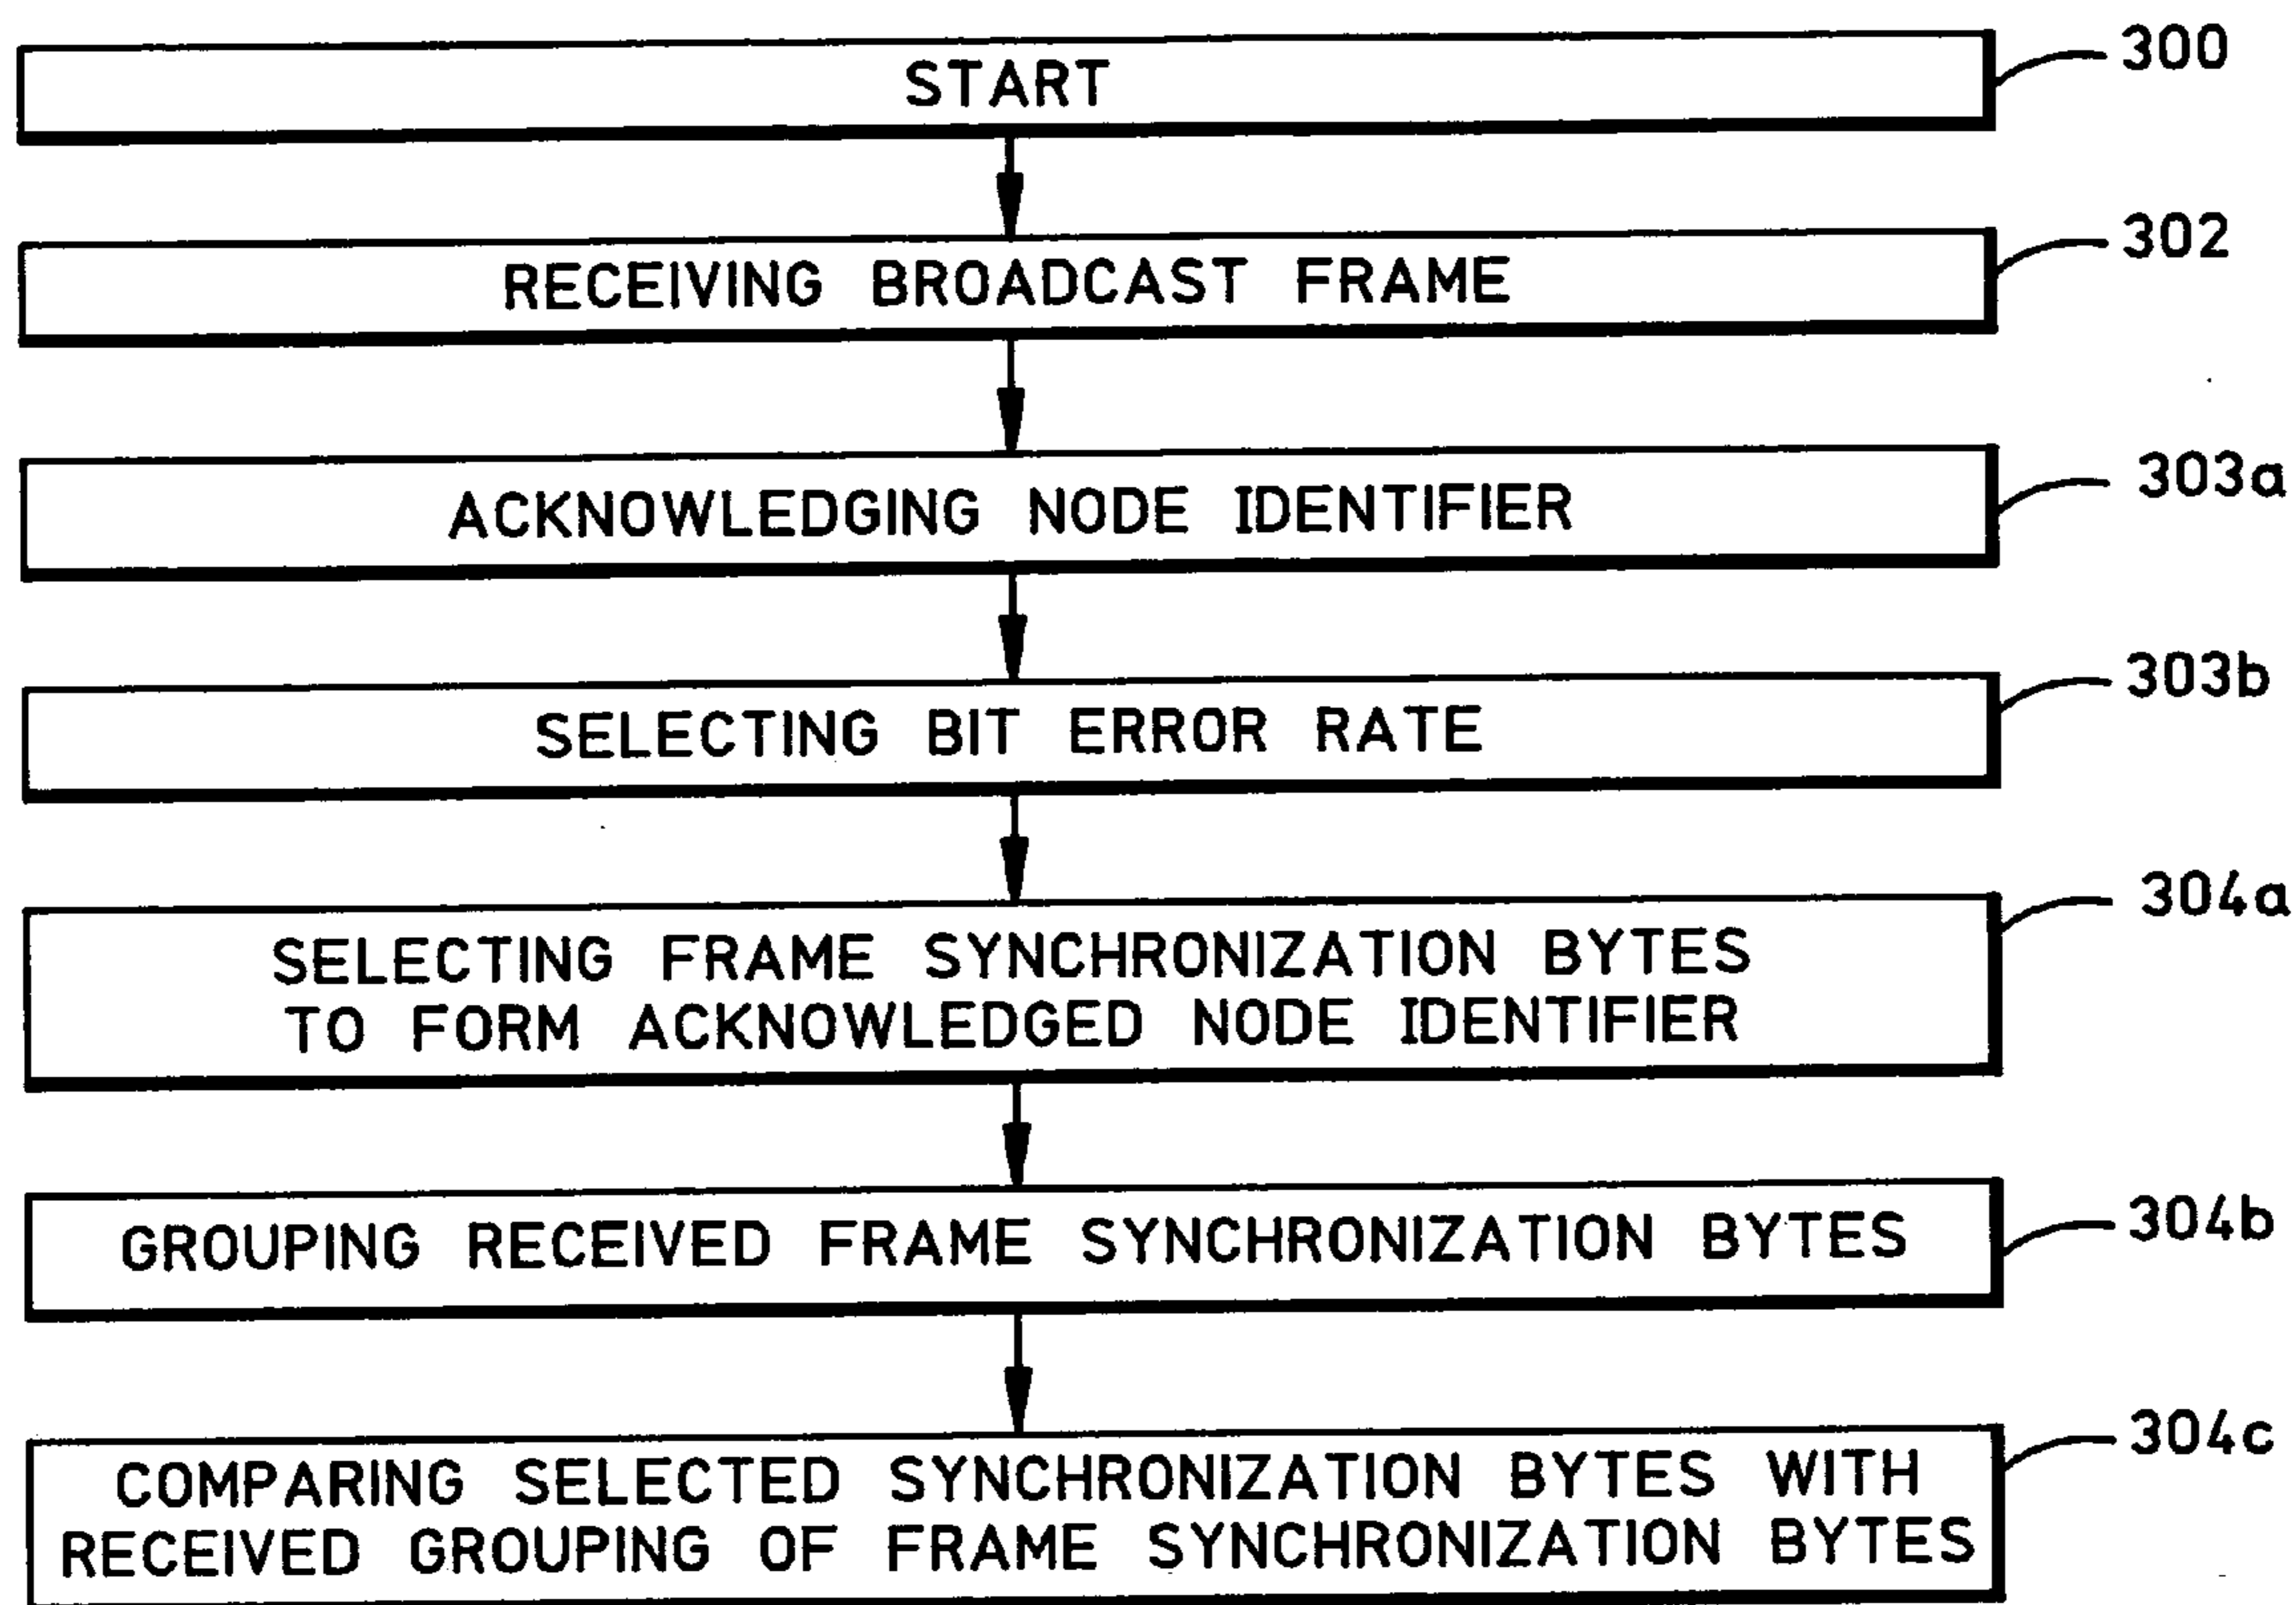 START
300
RECEIVING BROADCAST FRAME
302
ACKNOWLEDGING NODE IDENTIFIER
303a
SELECTING BIT ERROR RATE
303b
SELECTING FRAME SYNCHRONIZATION BYTES
TO FORM ACKNOWLEDGED NODE IDENTIFIER
304a
GROUPING RECEIVED FRAME SYNCHRONIZATION BYTES
304b
COMPARING SELECTED SYNCHRONIZATION BYTES WITH
RECEIVED GROUPING OF FRAME SYNCHRONIZATION BYTES
304c